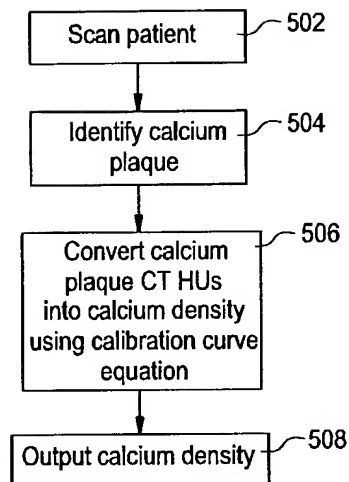 Scan patient
502
Identify calcium
plaque
504
Convert calcium
plaque CT HUs
into calcium density
using calibration curve
equation
506
Output calcium density
508